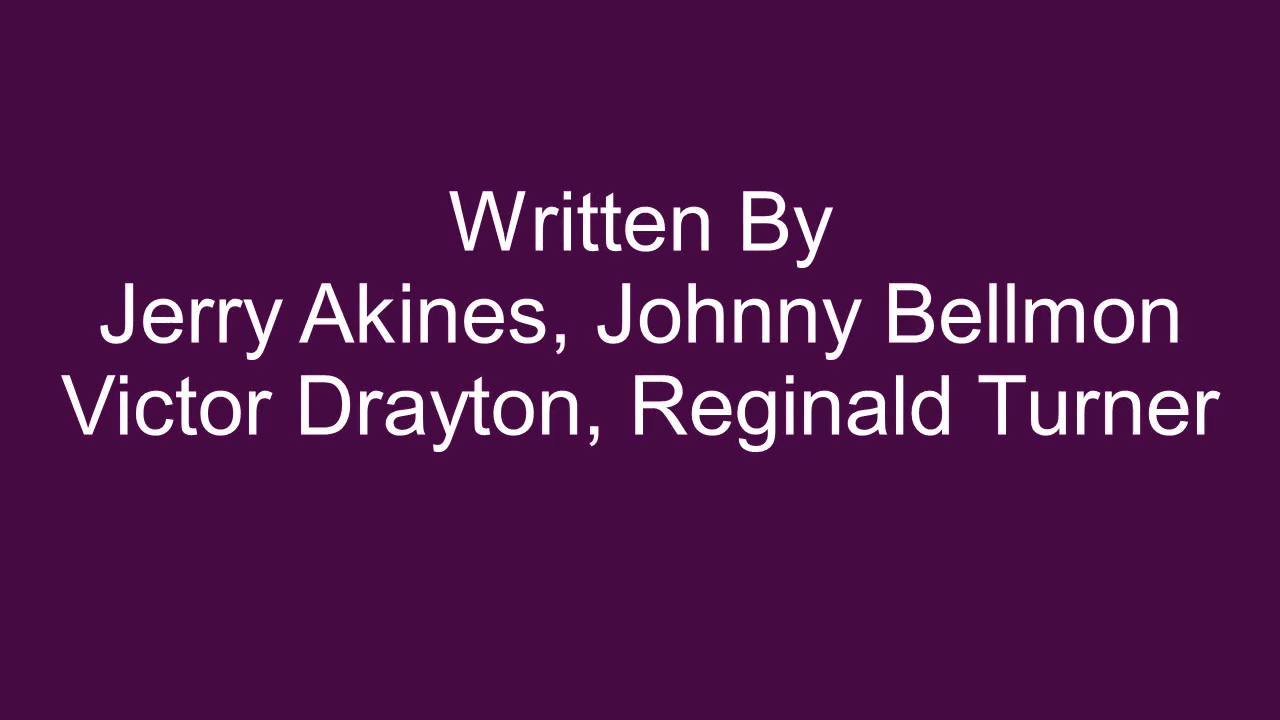 Written By
Jerry Akines, Johnny Bellmon
Victor Drayton, Reginald Turner